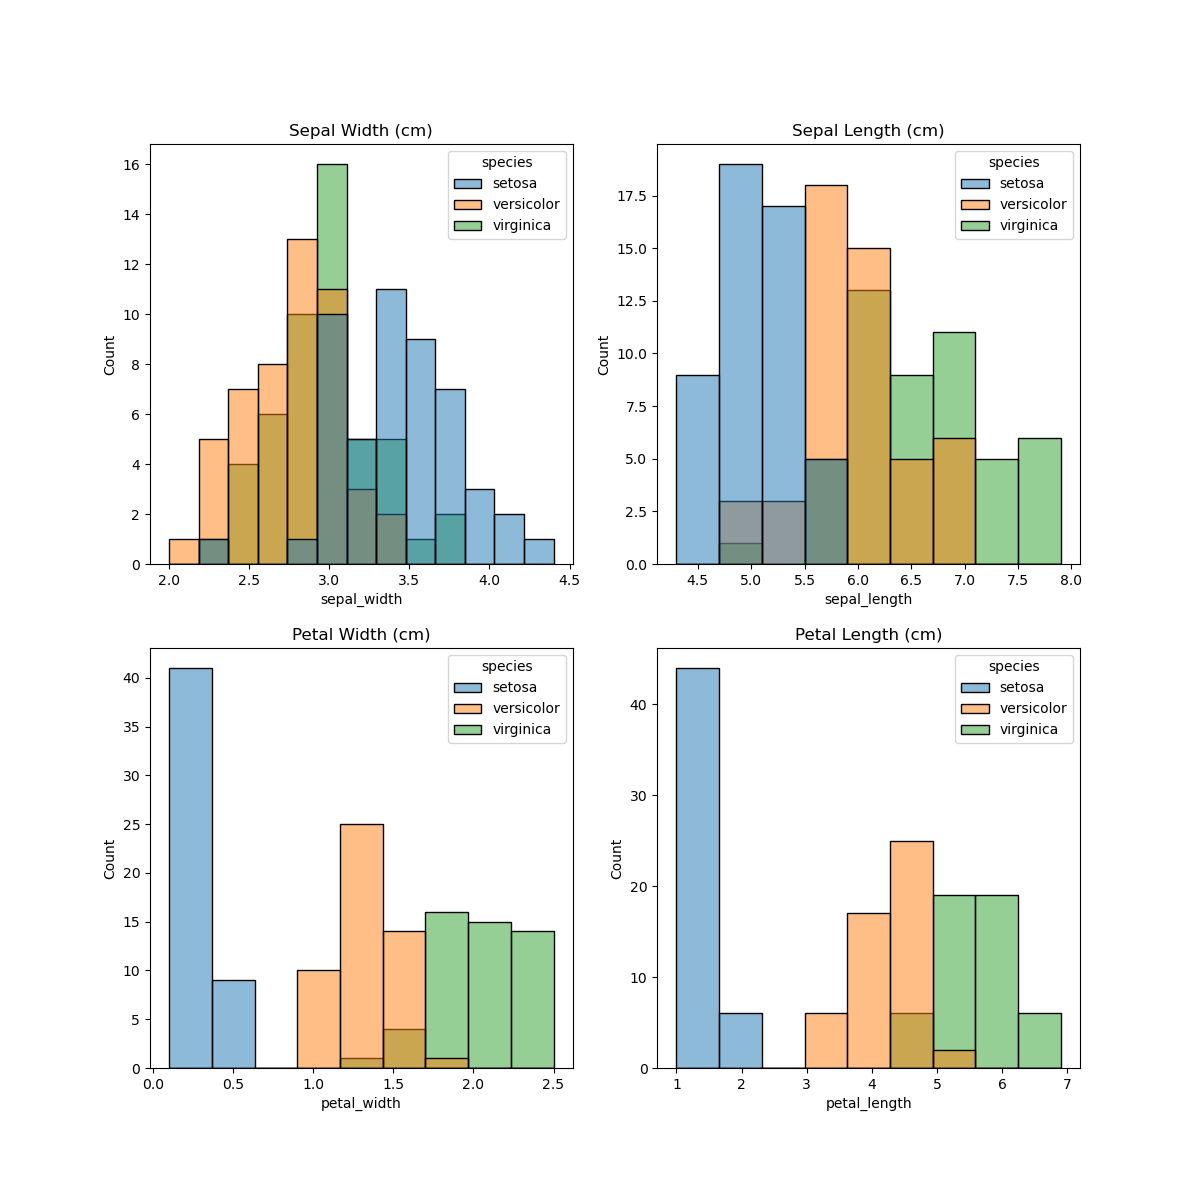 Sepal Width (cm)
species
setosa
versicolor
virginica
16
14
12
10
8
6
4
2
0
Count
2.0 2.5 3.0 3.5 4.0 4.5
sepal_width
Sepal Length (cm)
species
setosa
versicolor
virginica
17.5
15.0
12.5
10.0
7.5
5.0
2.5
0.0
Count
4.5 5.0 5.5 6.0 6.5 7.0 7.5 8.0
sepal_length
Petal Width (cm)
species
setosa
versicolor
virginica
40
35
30
25
20
15
10
5
0
Count
0.0 0.5 1.0 1.5 2.0 2.5
petal_width
Petal Length (cm)
species
setosa
versicolor
virginica
40
30
20
10
0
Count
1 2 3 4 5 6 7
petal_length